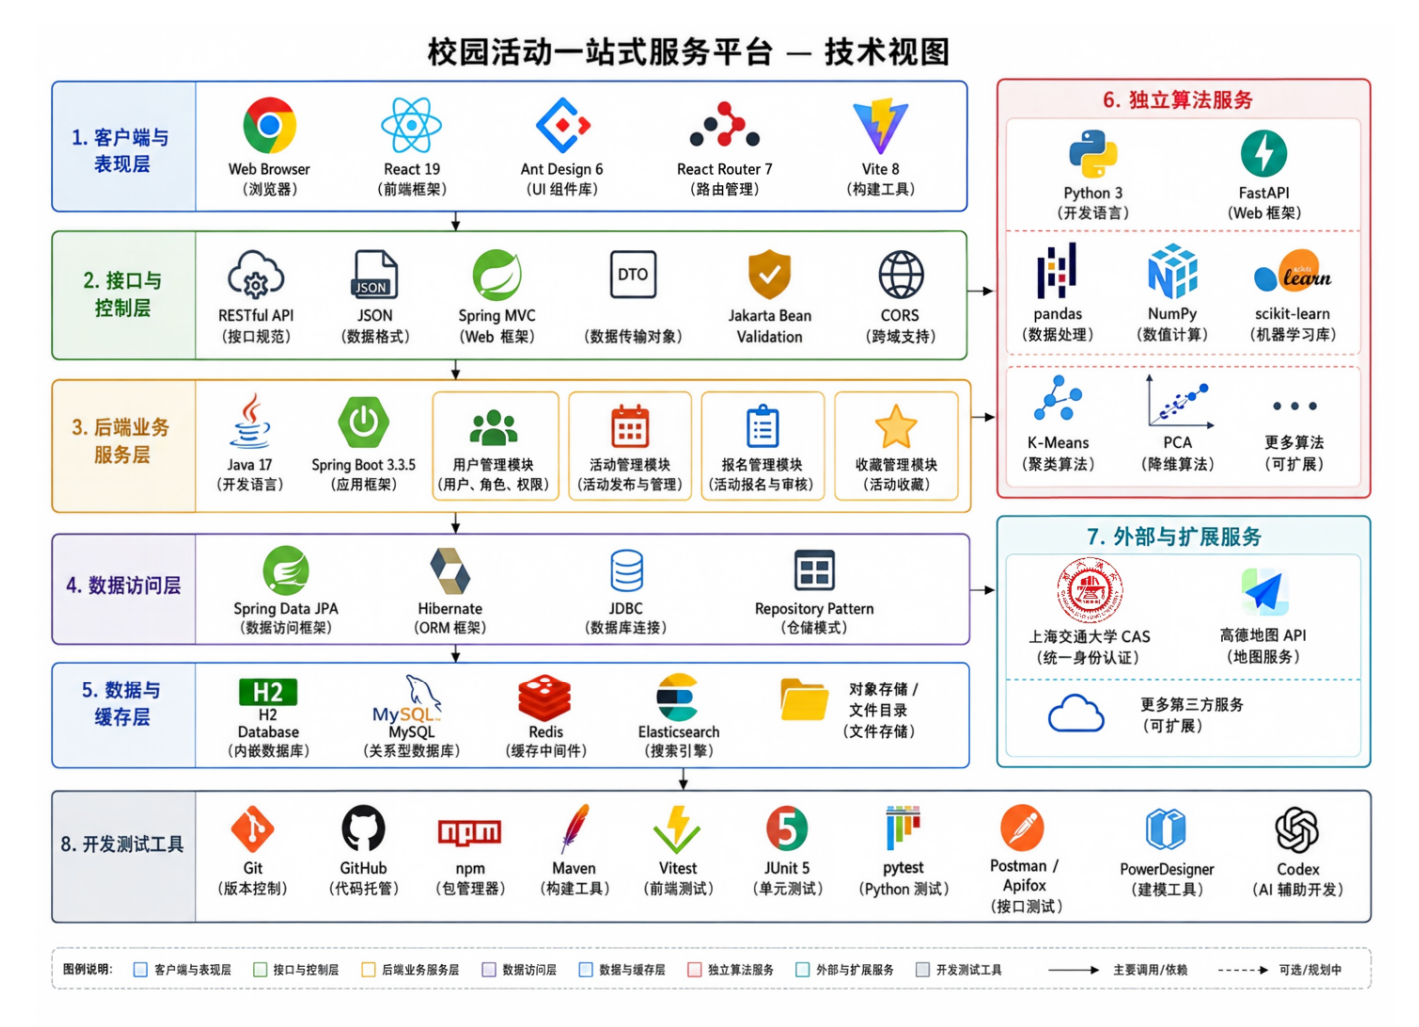 校园活动一站式服务平台 — 技术视图
1. 客户端与
表现层
Web Browser
（浏览器）
React 19
（前端框架）
Ant Design 6
（UI 组件库）
React Router 7
（路由管理）
Vite 8
（构建工具）
2. 接口与
控制层
RESTful API
（接口规范）
JSON
JSON
（数据格式）
Spring MVC
（Web 框架）
DTO
（数据传输对象）
Jakarta Bean
Validation
CORS
（跨域支持）
3. 后端业务
服务层
Java 17
（开发语言）
Spring Boot 3.3.5
（应用框架）
用户管理模块
（用户、角色、权限）
活动管理模块
（活动发布与管理）
报名管理模块
（活动报名与审核）
收藏管理模块
（活动收藏）
4. 数据访问层
Spring Data JPA
（数据访问框架）
Hibernate
（ORM 框架）
JDBC
（数据库连接）
Repository Pattern
（仓储模式）
5. 数据与
缓存层
H2
H2
Database
（内嵌数据库）
MySQL
MySQL
（关系型数据库）
Redis
（缓存中间件）
Elasticsearch
（搜索引擎）
对象存储 /
文件目录
（文件存储）
6. 独立算法服务
Python 3
（开发语言）
FastAPI
（Web 框架）
pandas
（数据处理）
NumPy
（数值计算）
scikit
learn
scikit-learn
（机器学习库）
K-Means
（聚类算法）
PCA
（降维算法）
更多算法
（可扩展）
7. 外部与扩展服务
上海交通大学 CAS
（统一身份认证）
高德地图 API
（地图服务）
更多第三方服务
（可扩展）
8. 开发测试工具
Git
（版本控制）
GitHub
（代码托管）
npm
npm
（包管理器）
Maven
（构建工具）
Vitest
（前端测试）
5
JUnit 5
（单元测试）
pytest
（Python 测试）
Postman /
Apifox
（接口测试）
PowerDesigner
（建模工具）
Codex
（AI 辅助开发）
图例说明： 客户端与表现层 接口与控制层 后端业务服务层 数据访问层 数据与缓存层 独立算法服务 外部与扩展服务 开发测试工具 主要调用/依赖 可选/规划中